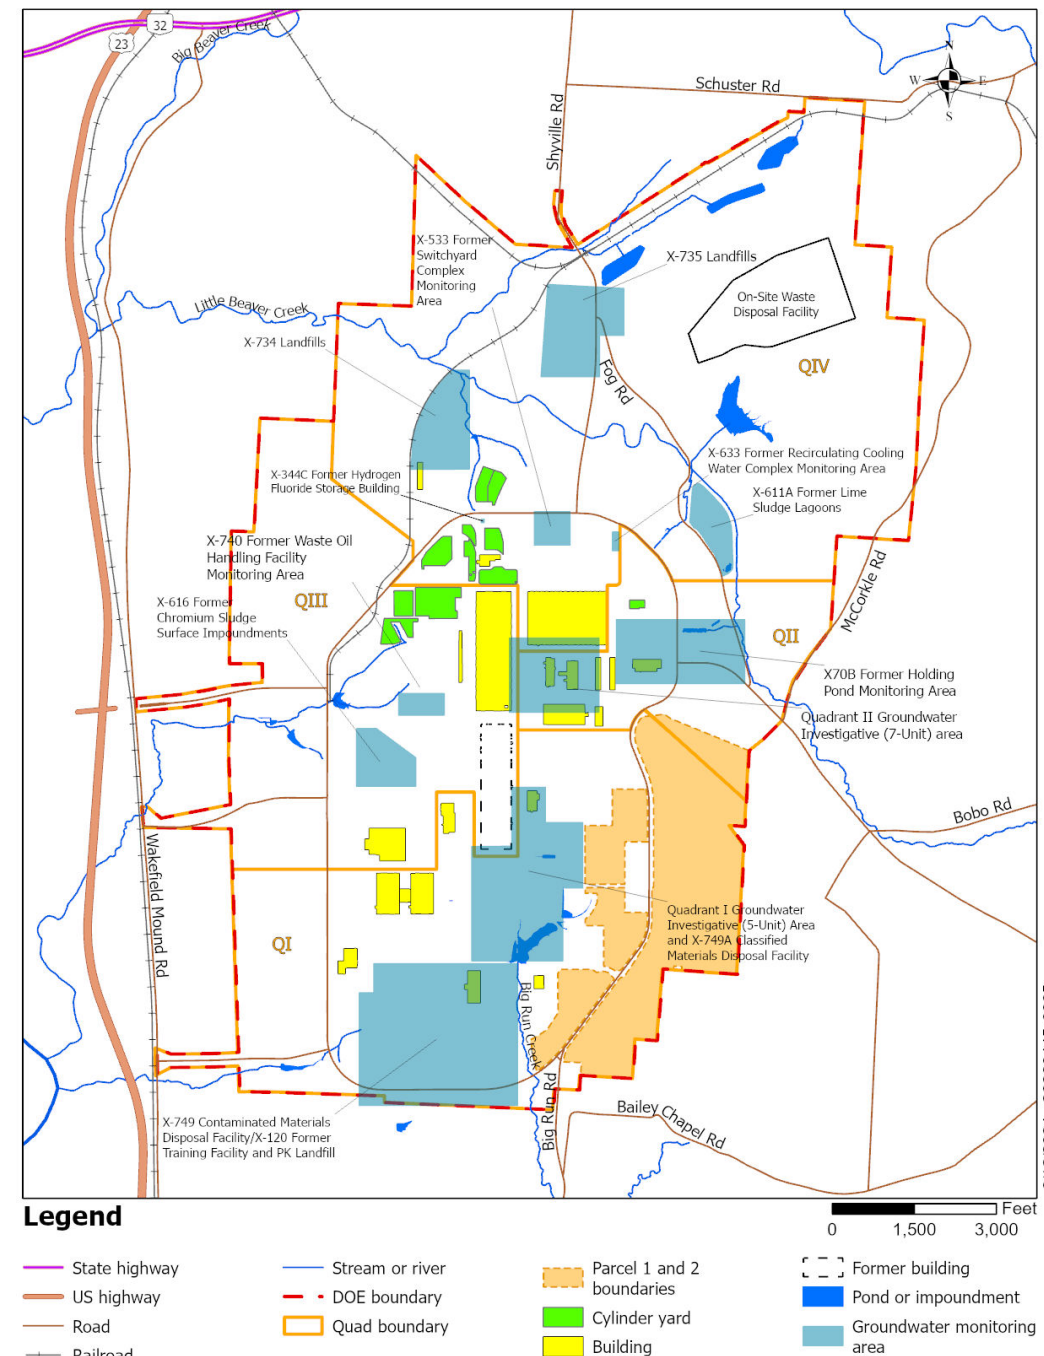 32
23
Big Beaver Creek
N
W E
S
Schuster Rd
Shyville Rd
X-533 Former
Switchyard
Complex
Monitoring
Area
X-735 Landfills
On-Site Waste
Disposal Facility
Little Beaver Creek
X-734 Landfills
QIV
Fog Rd
X-633 Former Recirculating Cooling
Water Complex Monitoring Area
X-344C Former Hydrogen
Fluoride Storage Building
X-611A Former Lime
Sludge Lagoons
X-740 Former Waste Oil
Handling Facility
Monitoring Area
McCorkle Rd
QIII
X-616 Former
Chromium Sludge
Surface Impoundments
QII
X70B Former Holding
Pond Monitoring Area
Quadrant II Groundwater
Investigative (7-Unit) area
Bobo Rd
Wakefield Mound Rd
Quadrant I Groundwater
Investigative (5-Unit) Area
and X-749A Classified
Materials Disposal Facility
QI
Big Run Creek
Big Run Rd
Bailey Chapel Rd
X-749 Contaminated Materials
Disposal Facility/X-120 Former
Training Facility and PK Landfill
Legend
Feet
0 1,500 3,000
State highway
US highway
Road
Railroad
Stream or river
DOE boundary
Quad boundary
Parcel 1 and 2
boundaries
Cylinder yard
Building
Former building
Pond or impoundment
Groundwater monitoring
area